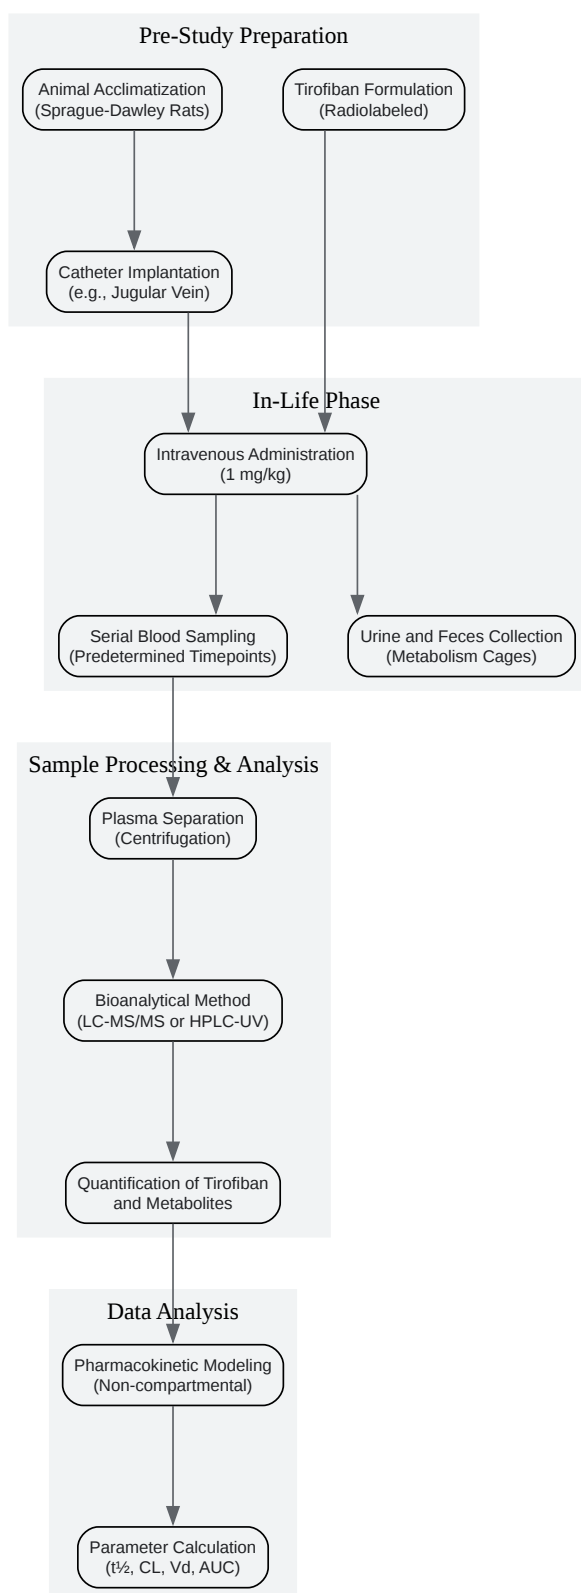 Pre-Study Preparation
Animal Acclimatization
(Sprague-Dawley Rats)
Tirofiban Formulation
(Radiolabeled)
Catheter Implantation
(e.g., Jugular Vein)
In-Life Phase
Intravenous Administration
(1 mg/kg)
Serial Blood Sampling
(Predetermined Timepoints)
Urine and Feces Collection
(Metabolism Cages)
Sample Processing & Analysis
Plasma Separation
(Centrifugation)
Bioanalytical Method
(LC-MS/MS or HPLC-UV)
Quantification of Tirofiban
and Metabolites
Data Analysis
Pharmacokinetic Modeling
(Non-compartmental)
Parameter Calculation
(t½, CL, Vd, AUC)